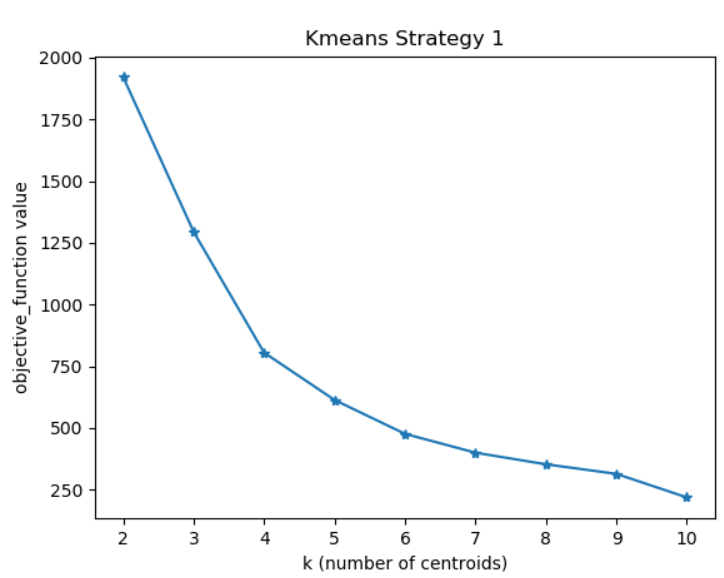 Kmeans Strategy 1
2000
1750
1500
1250
1000
750
500
250
objective_function value
2 3 4 5 6 7 8 9 10
k (number of centroids)